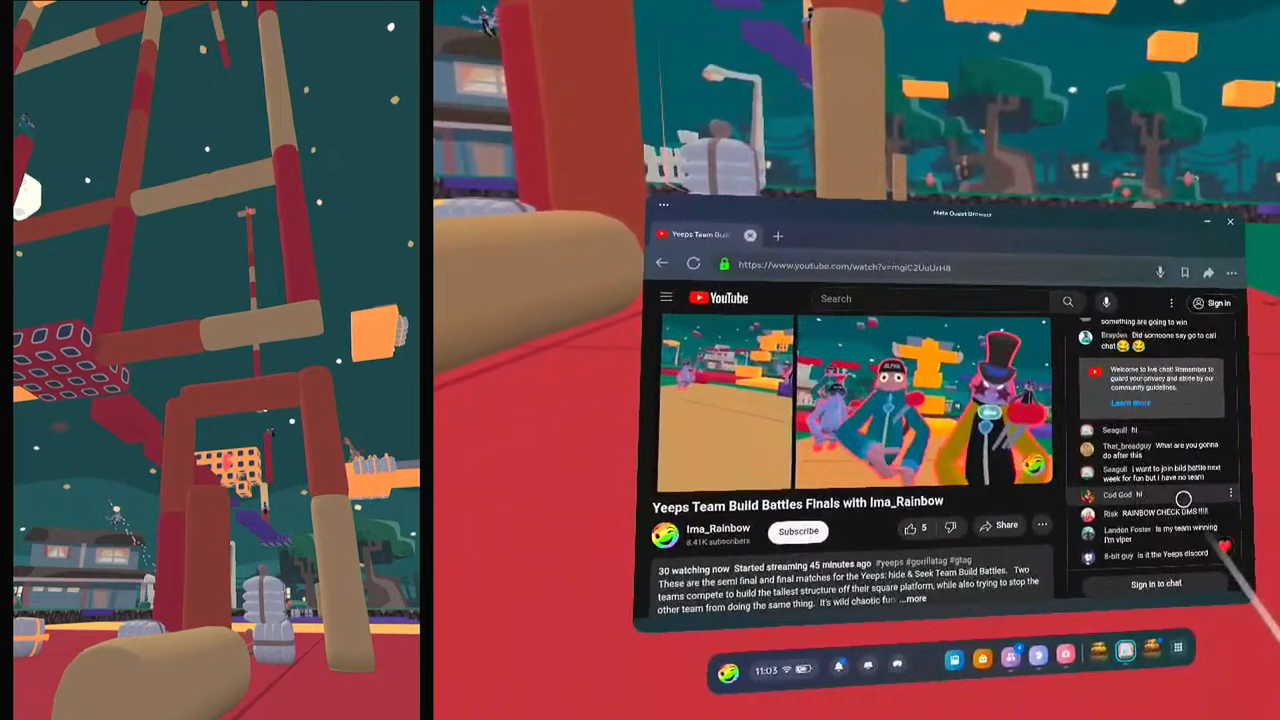 Meta Quest Browser
Yeeps Team Buil
https://www.youtube.com/watch?v=mgiC2UuUrH8
YouTube
Search
Sign in
something are going to win
Brayden Did someone say go to call
chat😂😂
Welcome to live chat! Remember to
guard your privacy and abide by our
community guidelines.
Learn more
Seagull hi
That_breadguy What are you gonna
do after this
Seagull i want to join bild battle next
week for fun but i have no team
Cod God hi
Risk RAINBOW CHECK DMS !!!!!
Landon Foster Is my team winning
I'm viper
8-bit guy is it the Yeeps discord
Sign in to chat
ALPHA
Yeeps Team Build Battles Finals with Ima_Rainbow
Ima_Rainbow
8.41K subscribers
Subscribe
5
Share
30 watching now Started streaming 45 minutes ago #yeeps #gorillatag #gtag
These are the semi final and final matches for the Yeeps: hide & Seek Team Build Battles. Two
teams compete to build the tallest structure off their square platform, while also trying to stop the
other team from doing the same thing. It's wild chaotic fun ...more
11:03